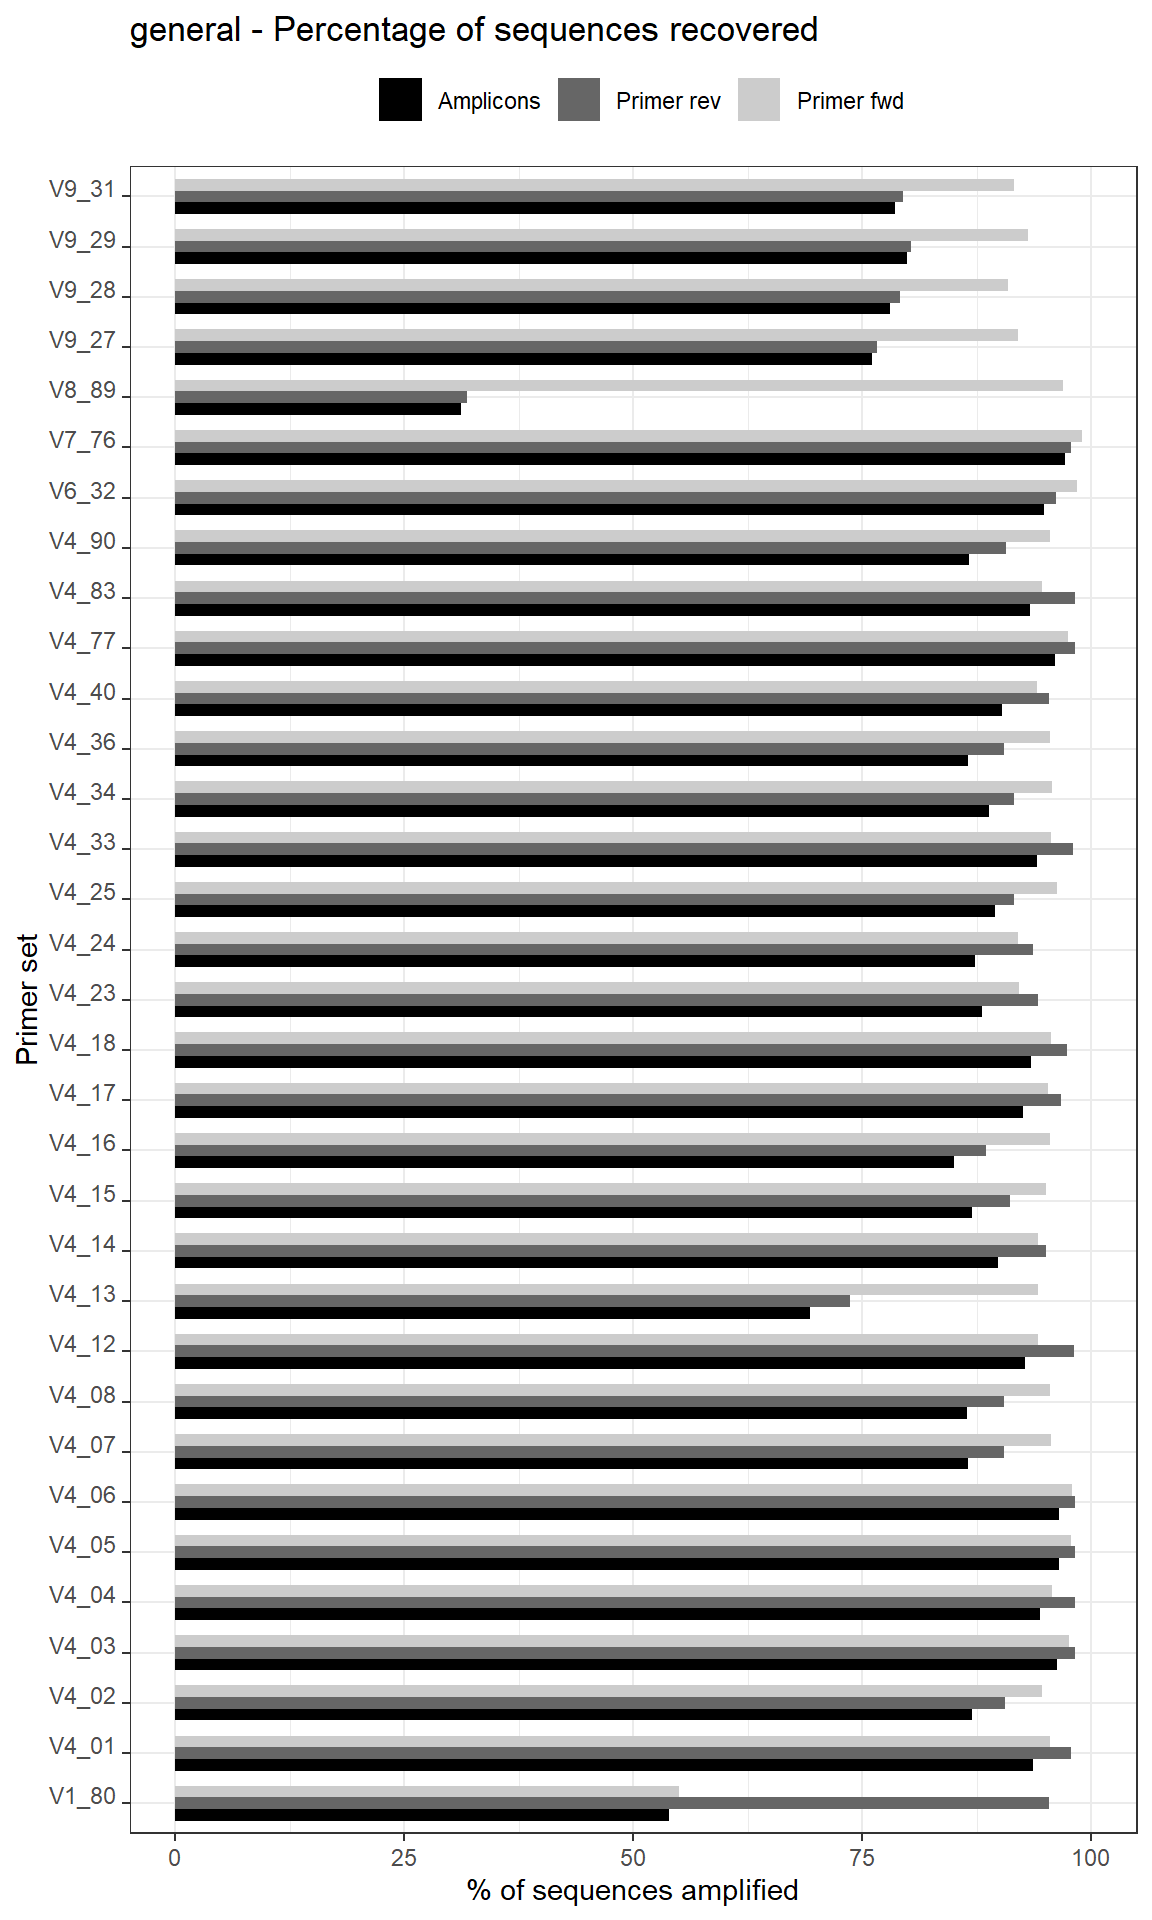 general - Percentage of sequences recovered
Amplicons Primer rev Primer fwd
V9_31
V9_29
V9_28
V9_27
V8_89
V7_76
V6_32
V4_90
V4_83
V4_77
V4_40
V4_36
V4_34
V4_33
V4_25
V4_24
V4_23
V4_18
V4_17
V4_16
V4_15
V4_14
V4_13
V4_12
V4_08
V4_07
V4_06
V4_05
V4_04
V4_03
V4_02
V4_01
V1_80
Primer set
0 25 50 75 100
% of sequences amplified